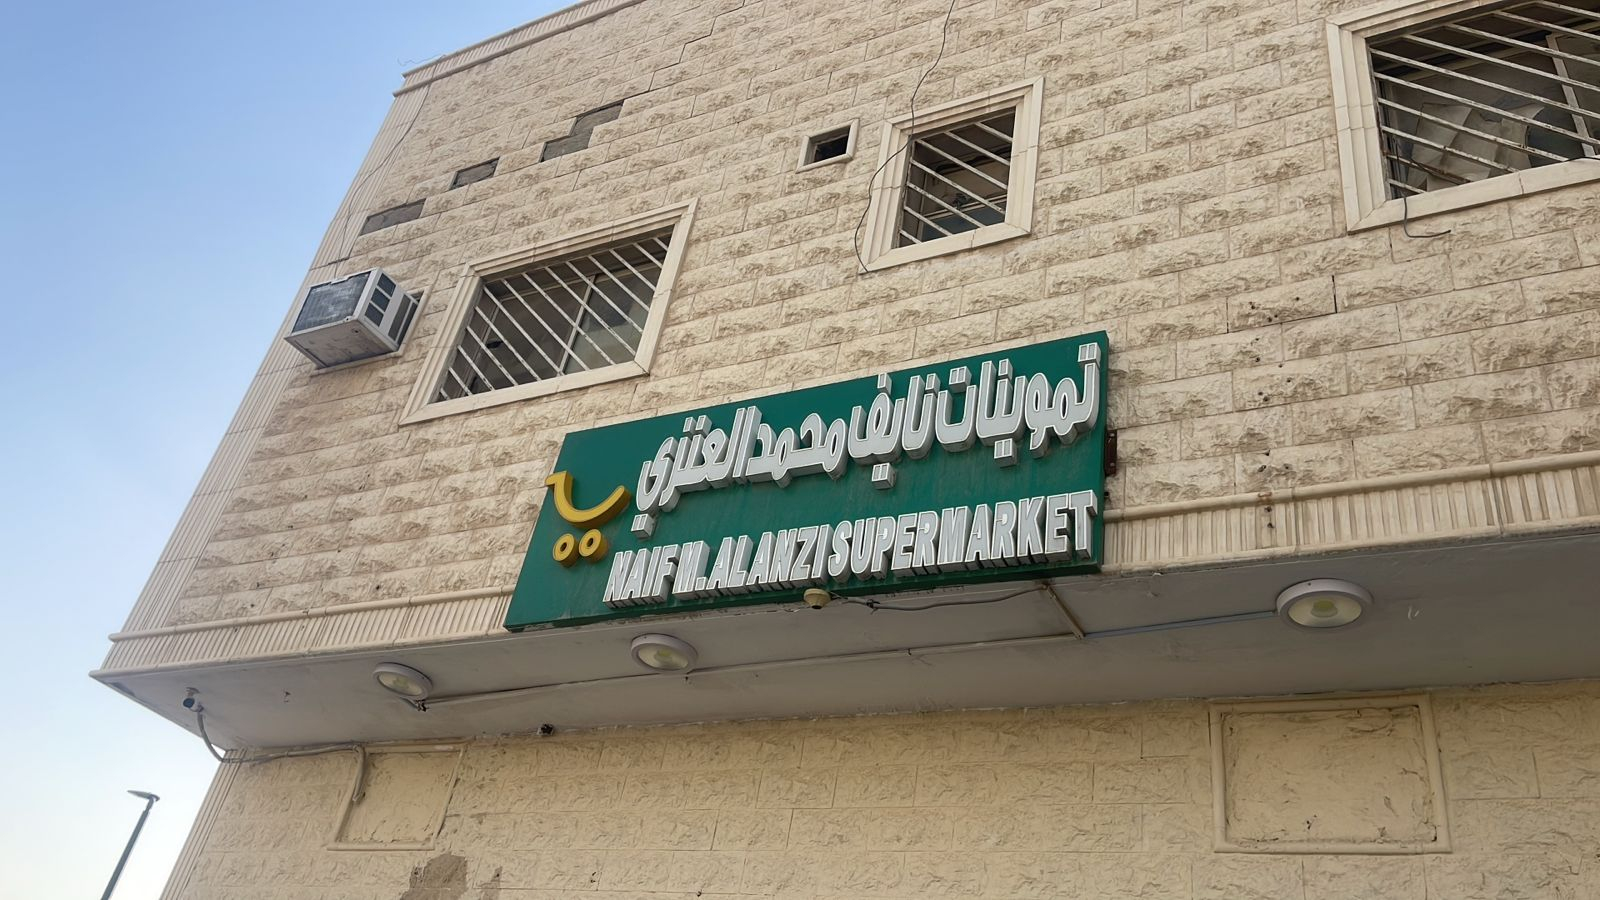 تموينات نايف محمد العنزي
NAIF M. ALANZI SUPERMARKET